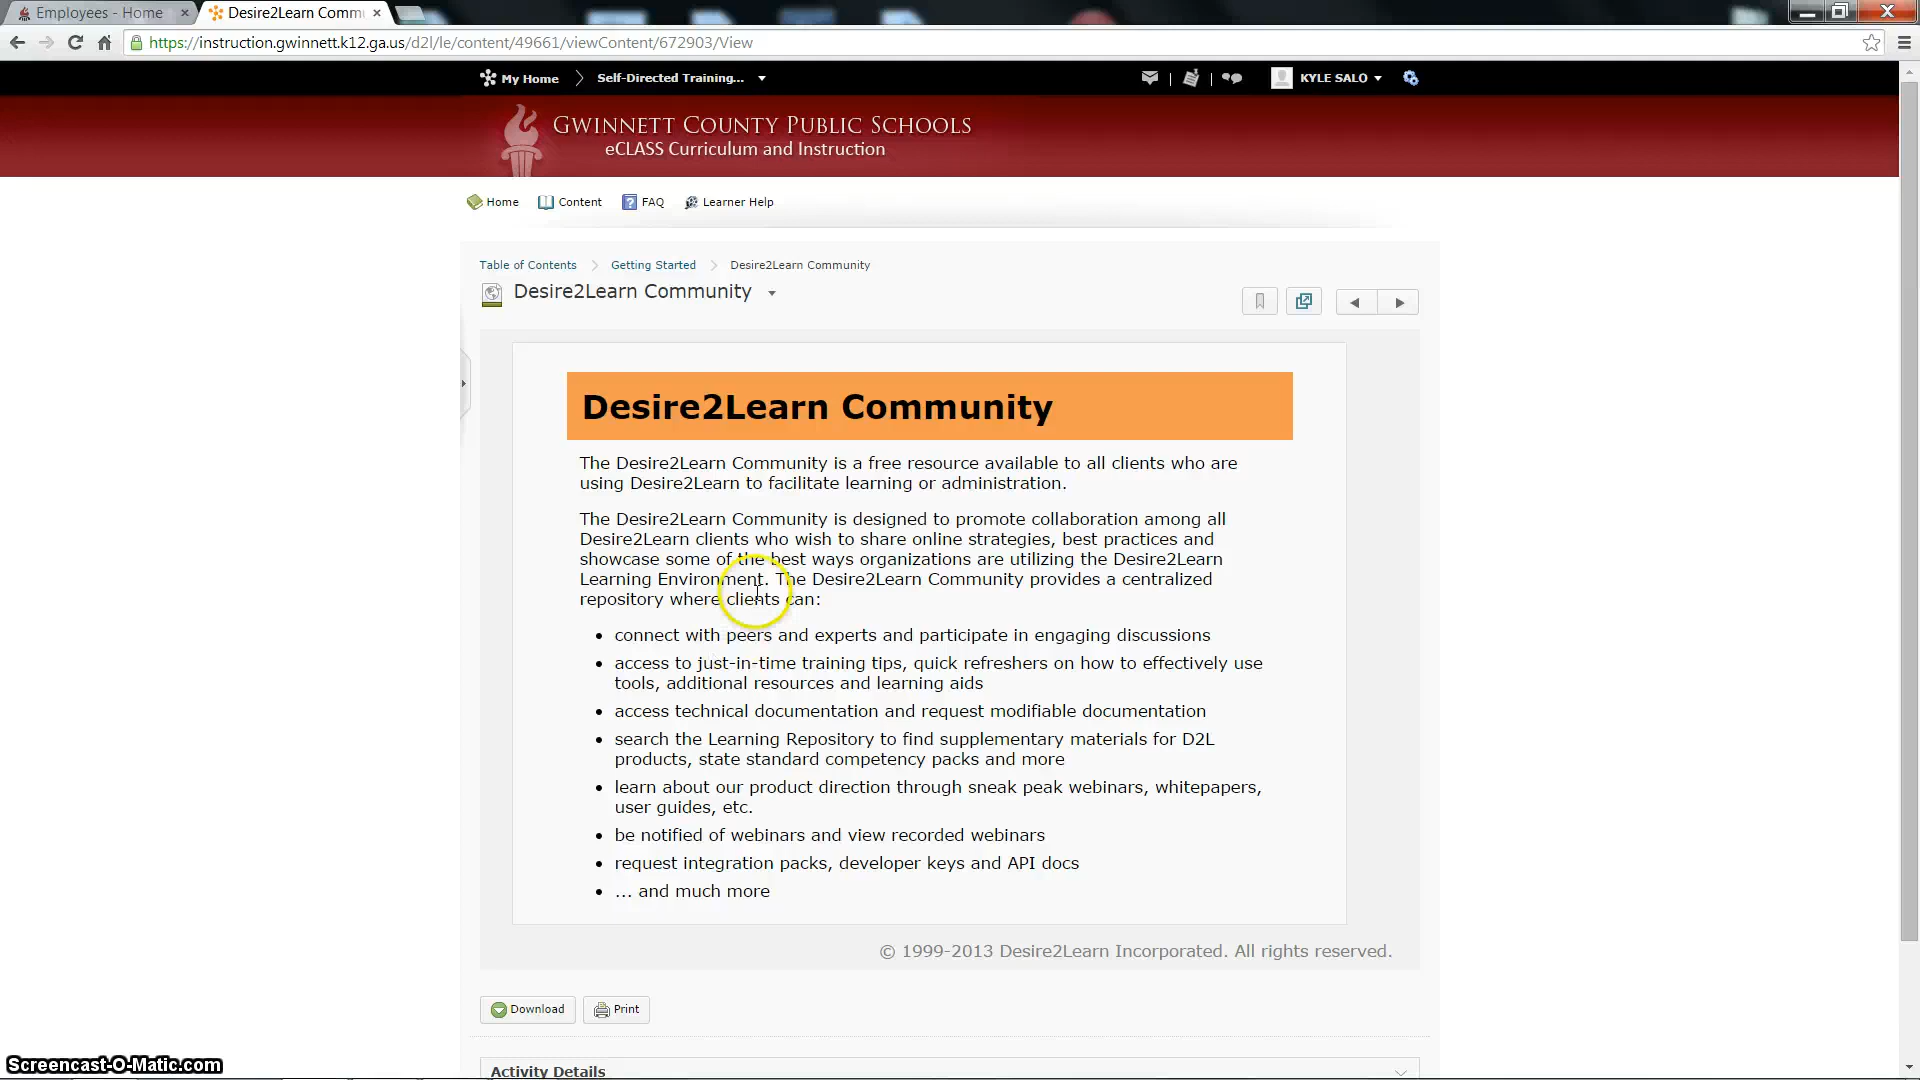 Employees - Home
Desire2Learn Commu
https://instruction.gwinnett.k12.ga.us/d2l/le/content/49661/viewContent/672903/View
My Home
Self-Directed Training...
KYLE SALO
GWINNETT COUNTY PUBLIC SCHOOLS
eCLASS Curriculum and Instruction
Home
Content
FAQ
Learner Help
Table of Contents
Getting Started
Desire2Learn Community
Desire2Learn Community
Desire2Learn Community
The Desire2Learn Community is a free resource available to all clients who are
using Desire2Learn to facilitate learning or administration.
The Desire2Learn Community is designed to promote collaboration among all
Desire2Learn clients who wish to share online strategies, best practices and
showcase some of the best ways organizations are utilizing the Desire2Learn
Learning Environment. The Desire2Learn Community provides a centralized
repository where clients can:
• connect with peers and experts and participate in engaging discussions
• access to just-in-time training tips, quick refreshers on how to effectively use
tools, additional resources and learning aids
• access technical documentation and request modifiable documentation
• search the Learning Repository to find supplementary materials for D2L
products, state standard competency packs and more
• learn about our product direction through sneak peak webinars, whitepapers,
user guides, etc.
• be notified of webinars and view recorded webinars
• request integration packs, developer keys and API docs
• ... and much more
© 1999-2013 Desire2Learn Incorporated. All rights reserved.
Download
Print
Activity Details
Screencast-O-Matic.com